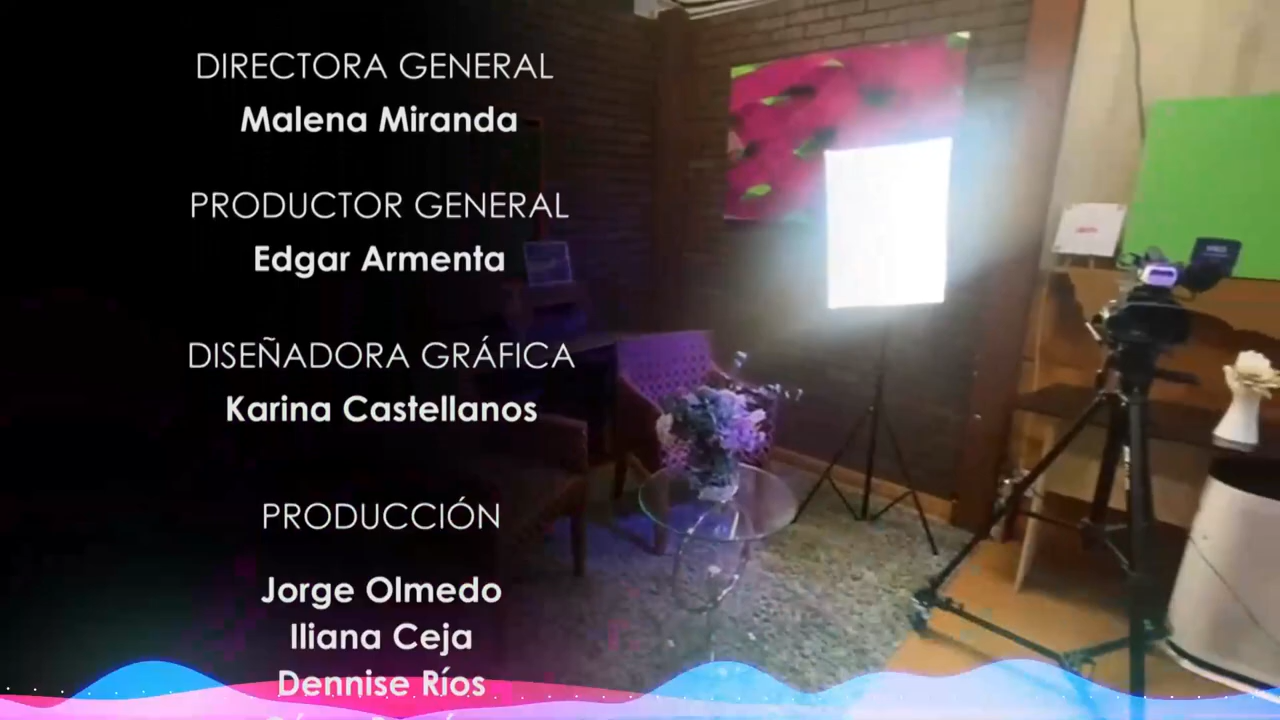 DIRECTORA GENERAL
Malena Miranda
PRODUCTOR GENERAL
Edgar Armenta
DISEÑADORA GRÁFICA
Karina Castellanos
PRODUCCIÓN
Jorge Olmedo
Iliana Ceja
Dennise Ríos